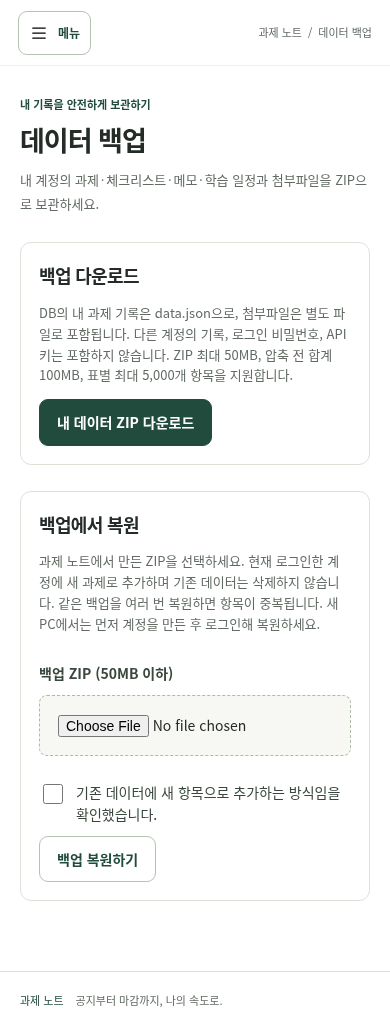 메뉴
과제 노트 / 데이터 백업
내 기록을 안전하게 보관하기
데이터 백업
내 계정의 과제·체크리스트·메모·학습 일정과 첨부파일을 ZIP으
로 보관하세요.
백업 다운로드
DB의 내 과제 기록은 data.json으로, 첨부파일은 별도 파
일로 포함됩니다. 다른 계정의 기록, 로그인 비밀번호, API
키는 포함하지 않습니다. ZIP 최대 50MB, 압축 전 합계
100MB, 표별 최대 5,000개 항목을 지원합니다.
내 데이터 ZIP 다운로드
백업에서 복원
과제 노트에서 만든 ZIP을 선택하세요. 현재 로그인한 계
정에 새 과제로 추가하며 기존 데이터는 삭제하지 않습니
다. 같은 백업을 여러 번 복원하면 항목이 중복됩니다. 새
PC에서는 먼저 계정을 만든 후 로그인해 복원하세요.
백업 ZIP (50MB 이하)
Choose File No file chosen
기존 데이터에 새 항목으로 추가하는 방식임을
확인했습니다.
백업 복원하기
과제 노트 공지부터 마감까지, 나의 속도로.